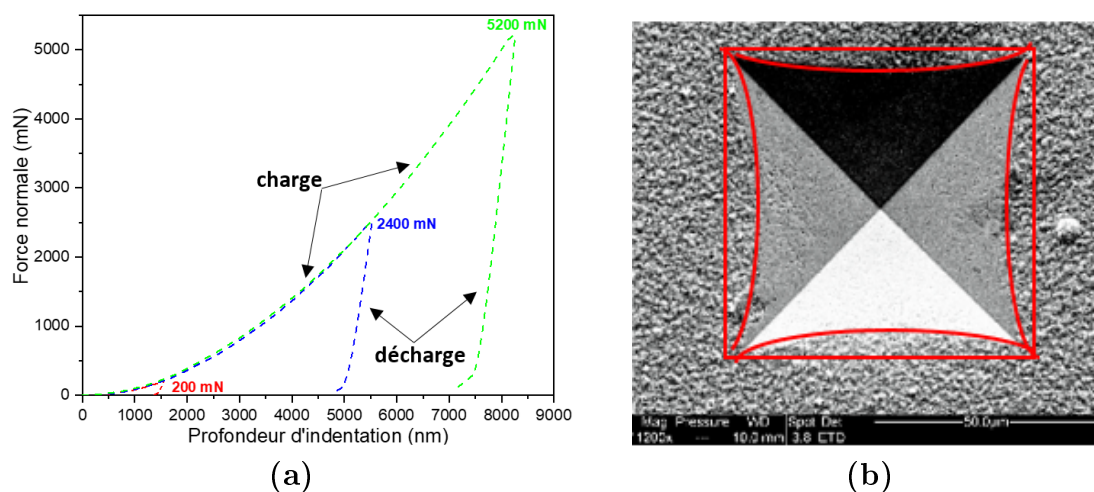 5200 mN
5000
4000
3000
2000
1000
0
Force normale (mN)
charge
2400 mN
décharge
200 mN
0 1000 2000 3000 4000 5000 6000 7000 8000 9000
Profondeur d'indentation (nm)
(a)
Mag Pressure WD Spot Det 50.0µm
1200x --- 10.0 mm 3.8 ETD
(b)